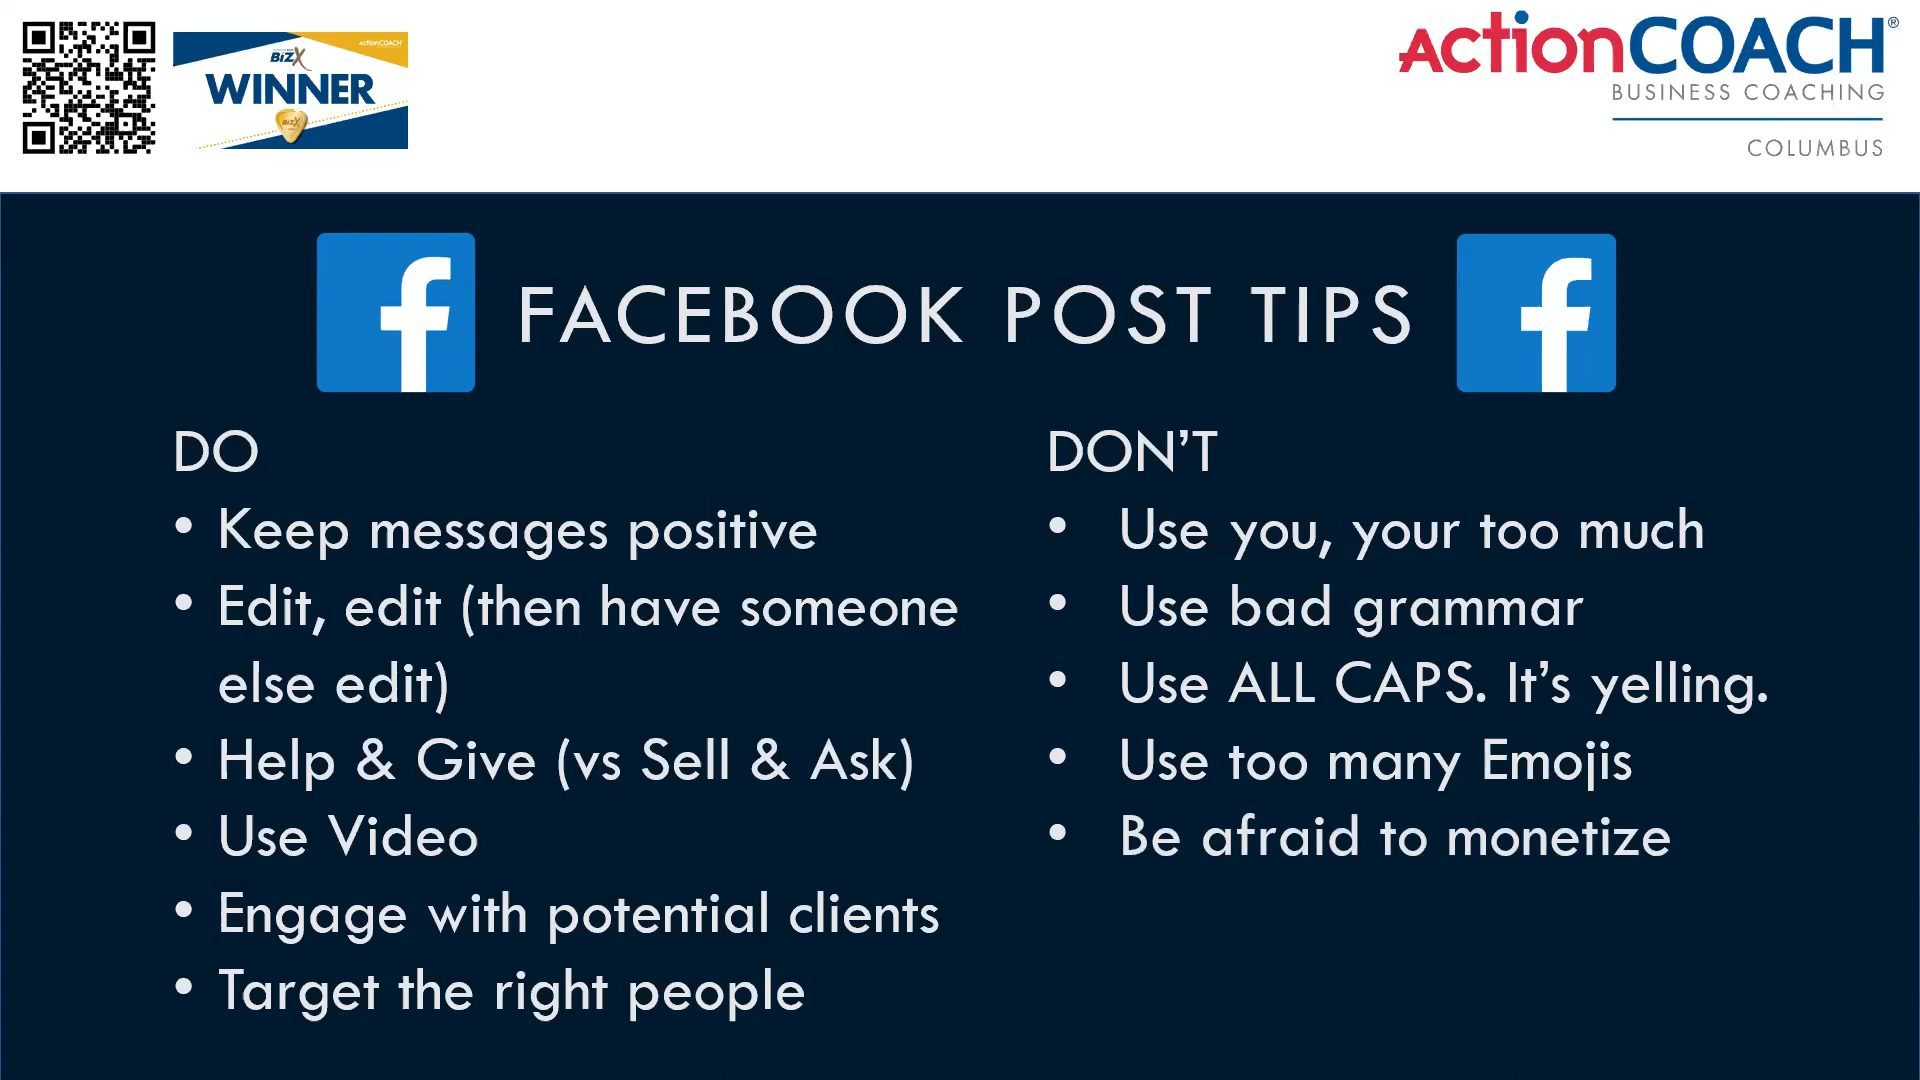 actionCOACH
BizX
WINNER
BizX
actionCOACH®
BUSINESS COACHING
COLUMBUS
FACEBOOK POST TIPS
DO
• Keep messages positive
• Edit, edit (then have someone
else edit)
• Help & Give (vs Sell & Ask)
• Use Video
• Engage with potential clients
• Target the right people
DON’T
• Use you, your too much
• Use bad grammar
• Use ALL CAPS. It’s yelling.
• Use too many Emojis
• Be afraid to monetize